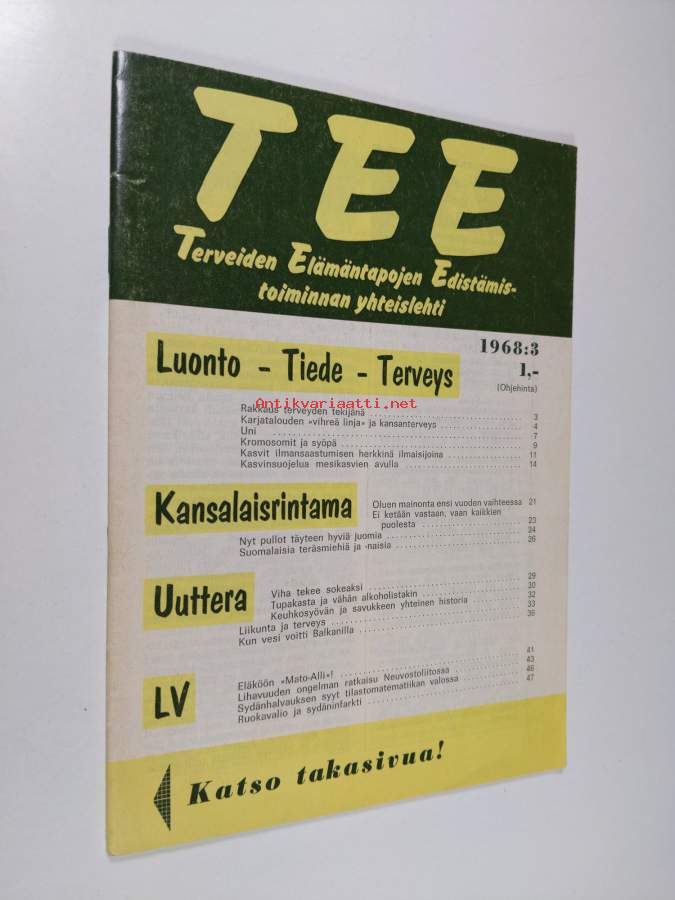 TEE
Terveiden Elämäntapojen Edistämis-
toiminnan yhteislehti
1968:3
1,-
(Ohjehinta)
Luonto - Tiede - Terveys
Antikvariaatti.net
Rakkaus terveyden tekijänä 3
Karjatalouden »vihreä linja» ja kansanterveys 4
Uni 7
Kromosomit ja syöpä 9
Kasvit ilmansaastumisen herkkinä ilmaisijoina 11
Kasvinsuojelua mesikasvien avulla 14
Kansalaisrintama
Oluen mainonta ensi vuoden vaihteessa 21
Ei ketään vastaan, vaan kaikkien
puolesta 23
Nyt pullot täyteen hyviä juomia 24
Suomalaisia teräsmiehiä ja -naisia 26
Uuttera
Viha tekee sokeaksi 29
Tupakasta ja vähän alkoholistakin 30
Keuhkosyövän ja savukkeen yhteinen historia 32
Liikunta ja terveys 33
Kun vesi voitti Balkanilla 36
LV
Eläköön »Mato-Alli»! 41
Lihavuuden ongelman ratkaisu Neuvostoliitossa 43
Sydänhalvauksen syyt tilastomatematiikan valossa 46
Ruokavalio ja sydäninfarkti 47
Katso takasivua!